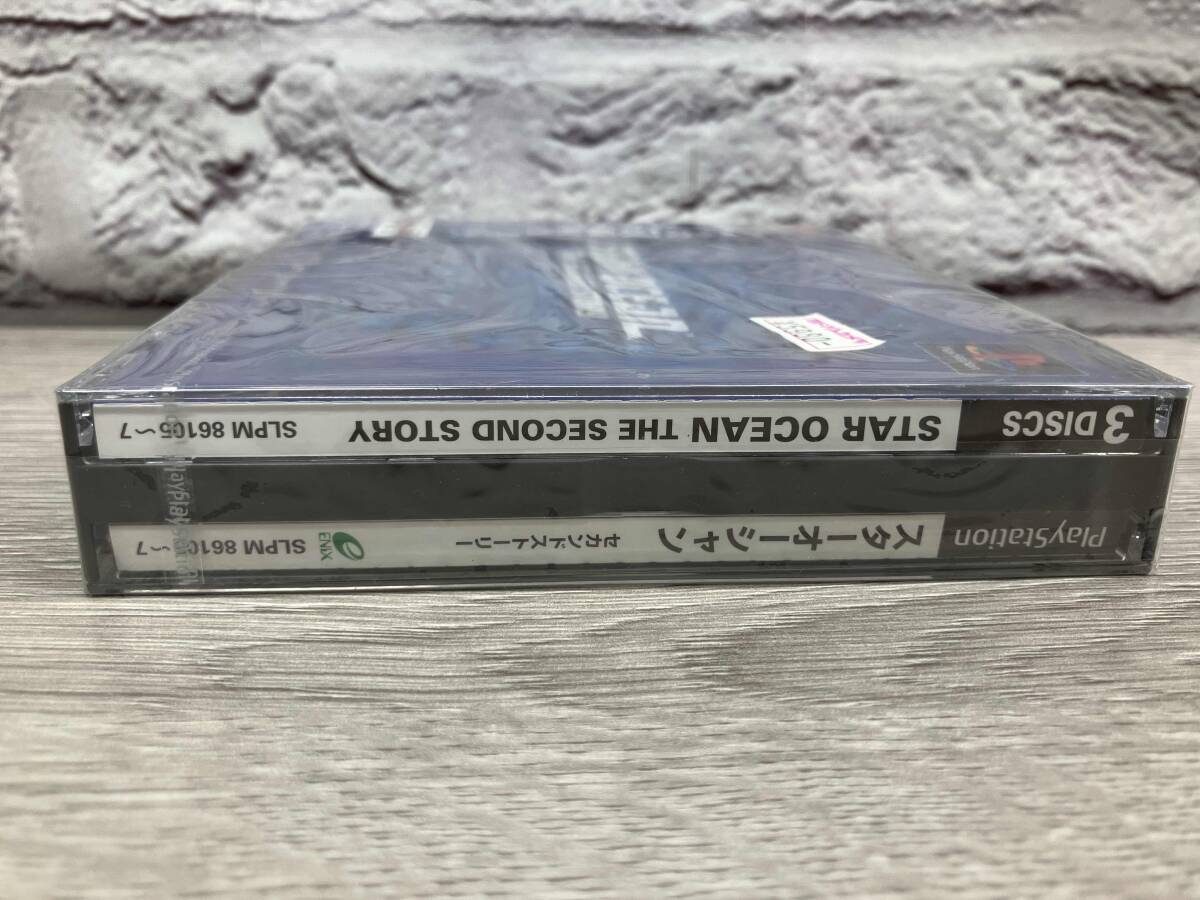 3 DISCS STAR OCEAN THE SECOND STORY SLPM 86105～7
PlayStation スターオーシャン セカンドストーリー ENIX SLPM 86105～7
PlayStation